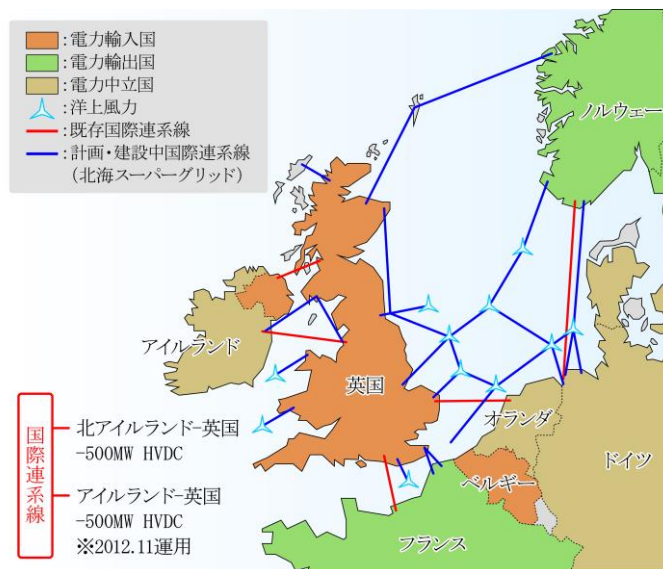 :電力輸入国
:電力輸出国
:電力中立国
:洋上風力
:既存国際連系線
:計画・建設中国際連系線
(北海スーパーグリッド)
ノルウェー
アイルランド
英国
オランダ
ドイツ
ベルギー
フランス
国際連系線
北アイルランド-英国
-500MW HVDC
アイルランド-英国
-500MW HVDC
※2012.11運用